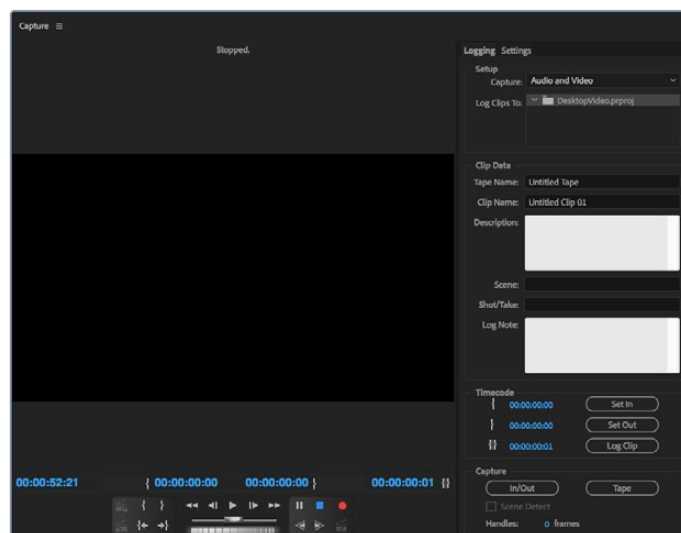 Capture
Stopped.
Logging Settings
Setup
Capture: Audio and Video
Log Clips To: DesktopVideo.prproj
Clip Data
Tape Name: Untitled Tape
Clip Name: Untitled Clip 01
Description:
Scene:
Shot/Take:
Log Note:
Timecode
{ 00:00:00:00 Set In
} 00:00:00:00 Set Out
{} 00:00:00:01 Log Clip
00:00:52:21 { 00:00:00:00 00:00:00:00 } 00:00:00:01 {}
Capture
In/Out Tape
Scene Detect
Handles: 0 frames